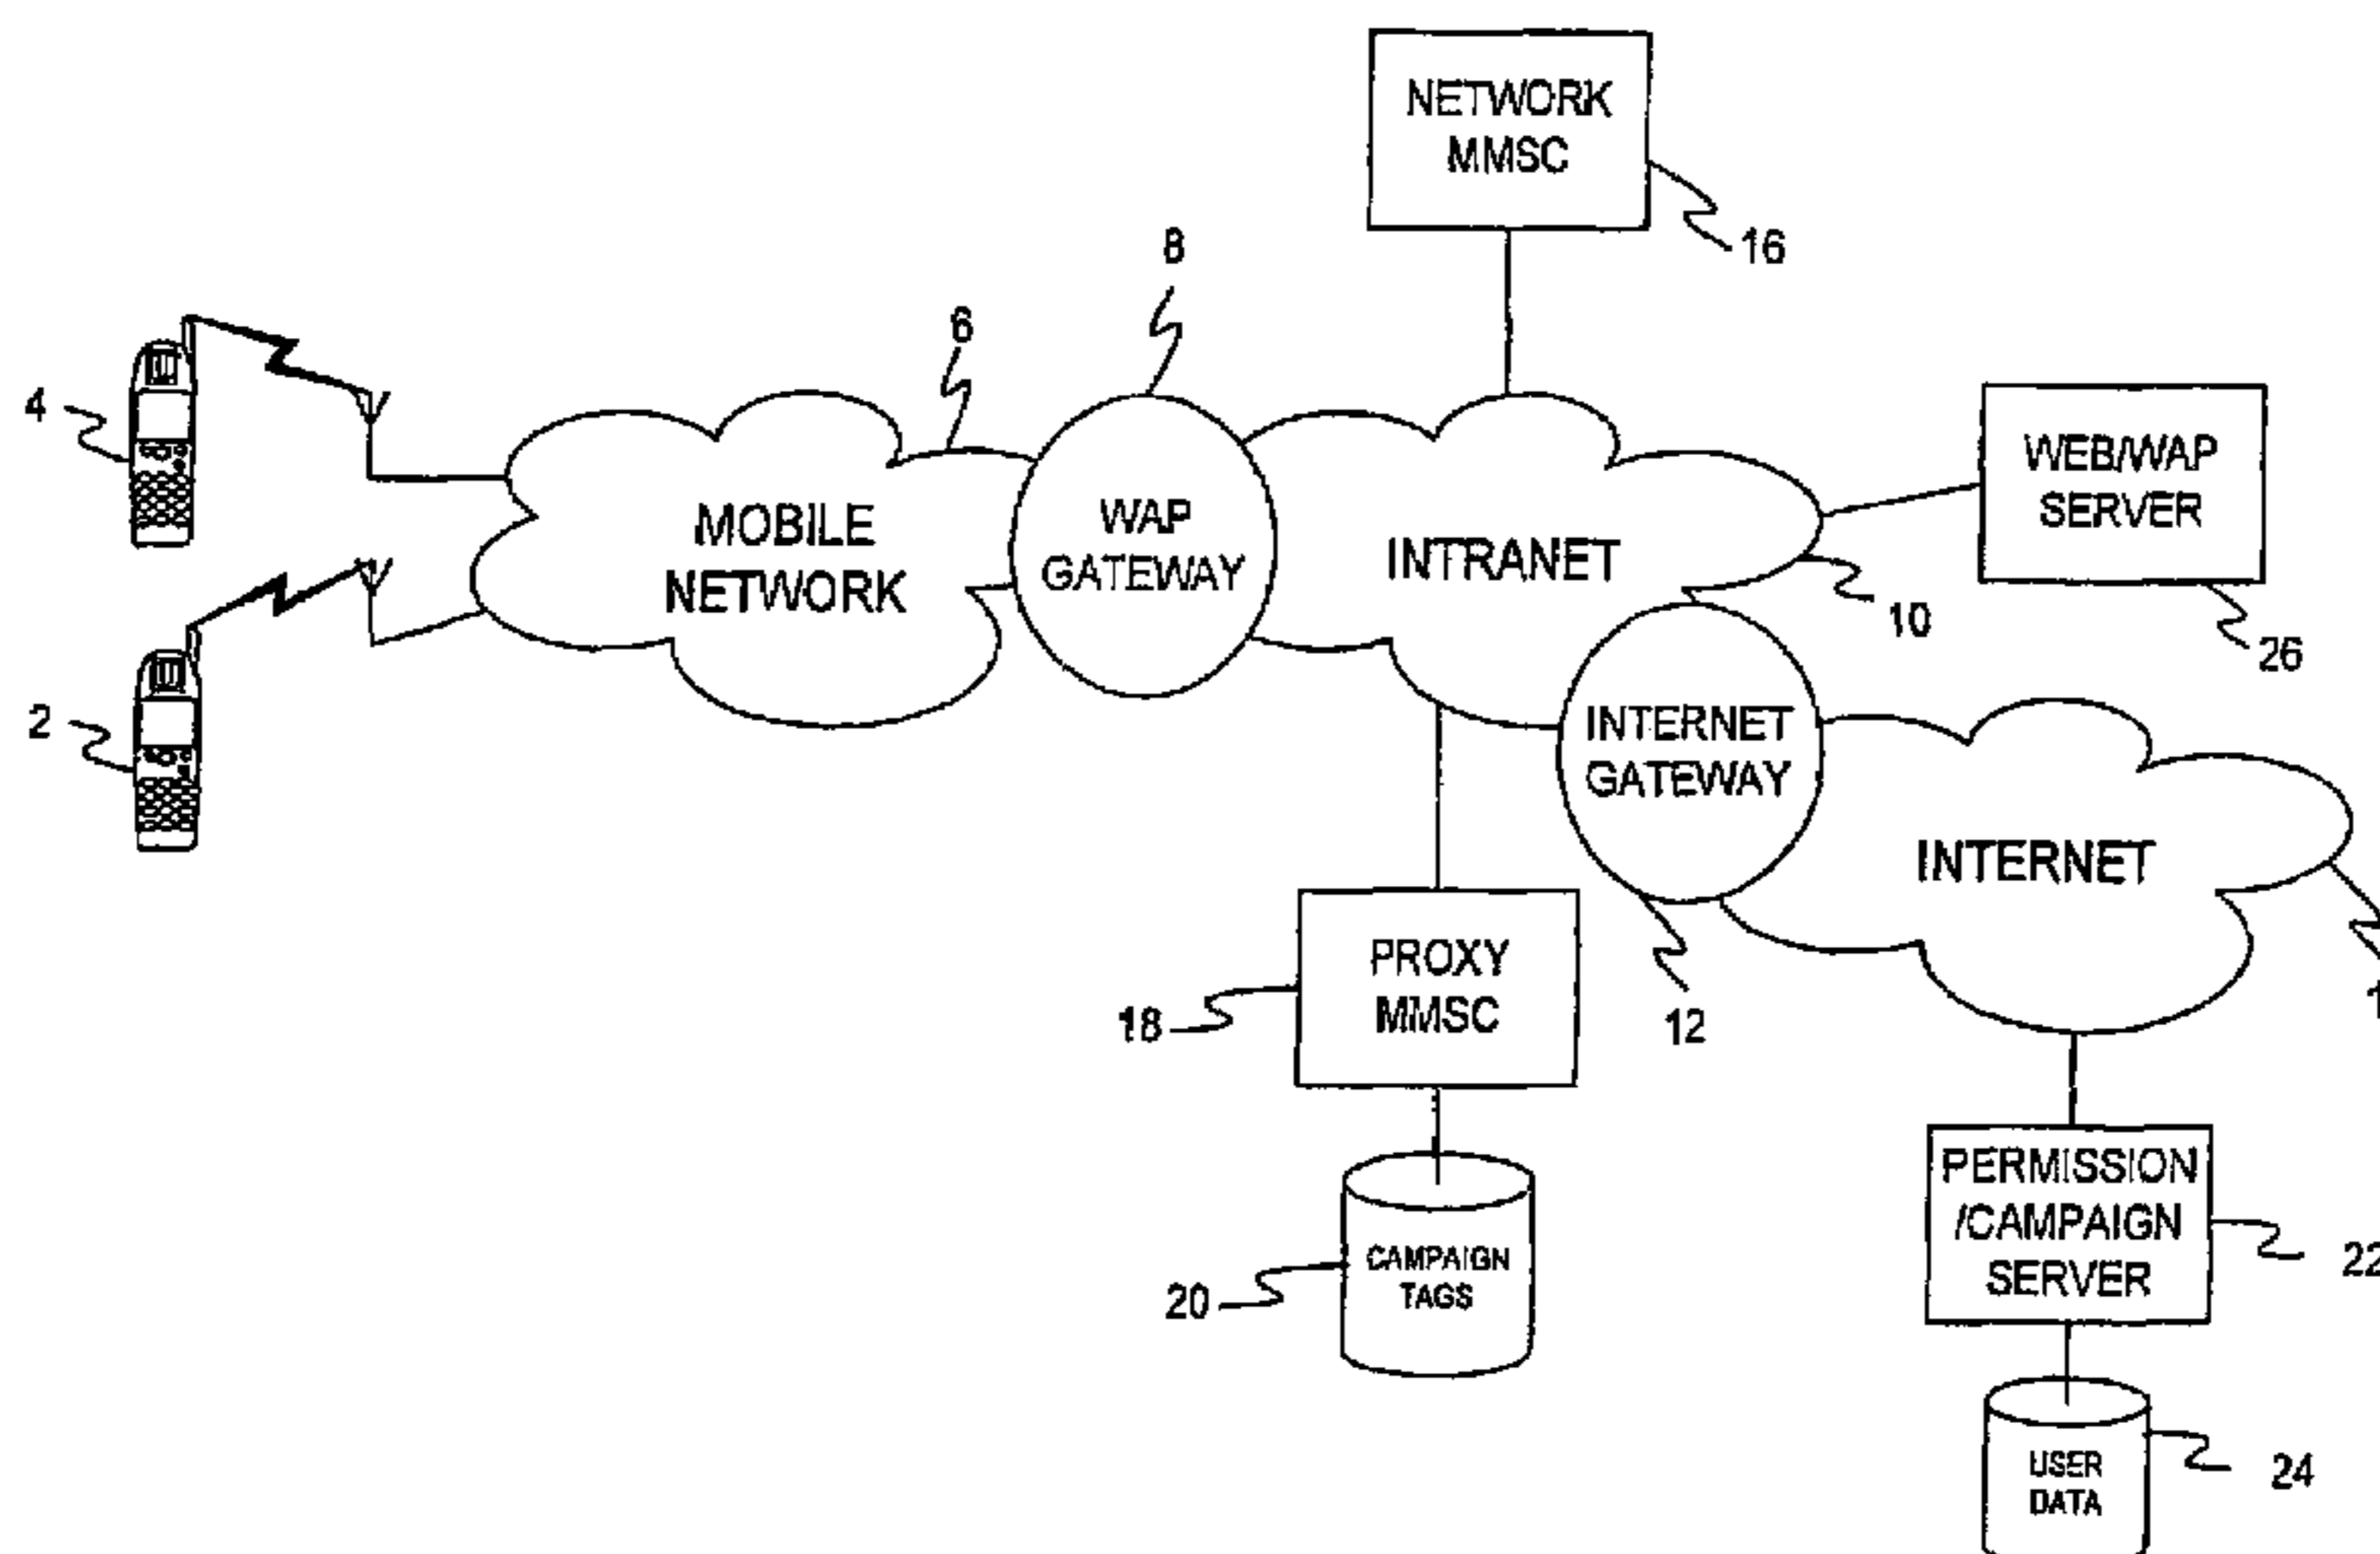 NETWORK
MMSC
16
8
6
4
MOBILE
NETWORK
WAP
GATEWAY
INTRANET
WEB/WAP
SERVER
10
26
2
INTERNET
GATEWAY
INTERNET
PROXY
MMSC
18
12
PERMISSION
/CAMPAIGN
SERVER
22
CAMPAIGN
TAGS
20
USER
DATA
24